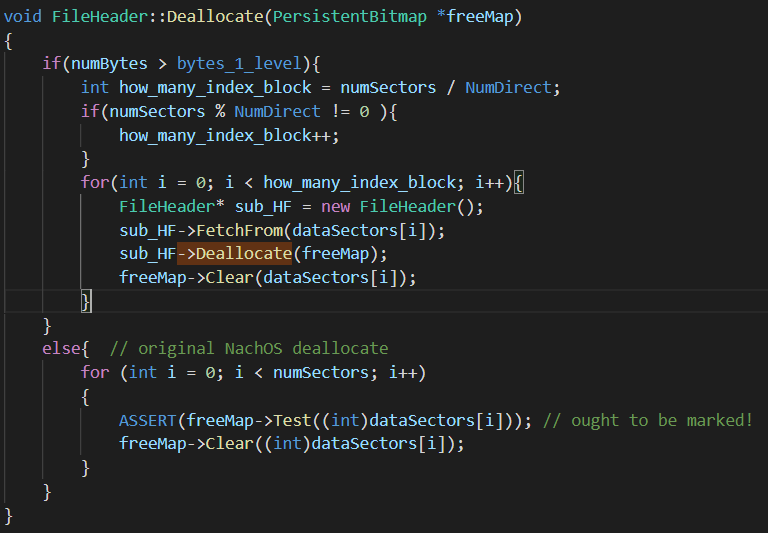 void FileHeader::Deallocate(PersistentBitmap *freeMap)
{
    if(numBytes > bytes_1_level){
        int how_many_index_block = numSectors / NumDirect;
        if(numSectors % NumDirect != 0 ){
            how_many_index_block++;
        }
        for(int i = 0; i < how_many_index_block; i++){
            FileHeader* sub_HF = new FileHeader();
            sub_HF->FetchFrom(dataSectors[i]);
            sub_HF->Deallocate(freeMap);
            freeMap->Clear(dataSectors[i]);
        }
    }
    else{  // original NachOS deallocate
        for (int i = 0; i < numSectors; i++)
        {
            ASSERT(freeMap->Test((int)dataSectors[i])); // ought to be marked!
            freeMap->Clear((int)dataSectors[i]);
        }
    }
}